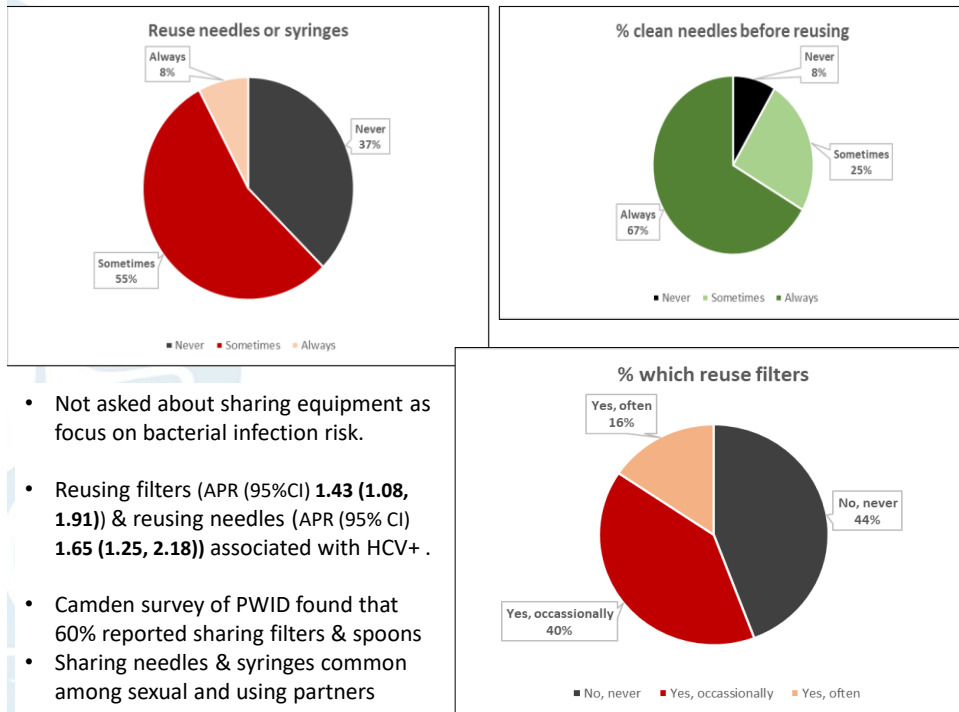 Reuse needles or syringes
Always
8%
Never
37%
Sometimes
55%
Never Sometimes Always
% clean needles before reusing
Never
8%
Sometimes
25%
Always
67%
Never Sometimes Always
• Not asked about sharing equipment as
focus on bacterial infection risk.
• Reusing filters (APR (95%CI) 1.43 (1.08,
1.91)) & reusing needles (APR (95% CI)
1.65 (1.25, 2.18)) associated with HCV+ .
• Camden survey of PWID found that
60% reported sharing filters & spoons
• Sharing needles & syringes common
among sexual and using partners
% which reuse filters
Yes, often
16%
No, never
44%
Yes, occassionally
40%
No, never Yes, occassionally Yes, often